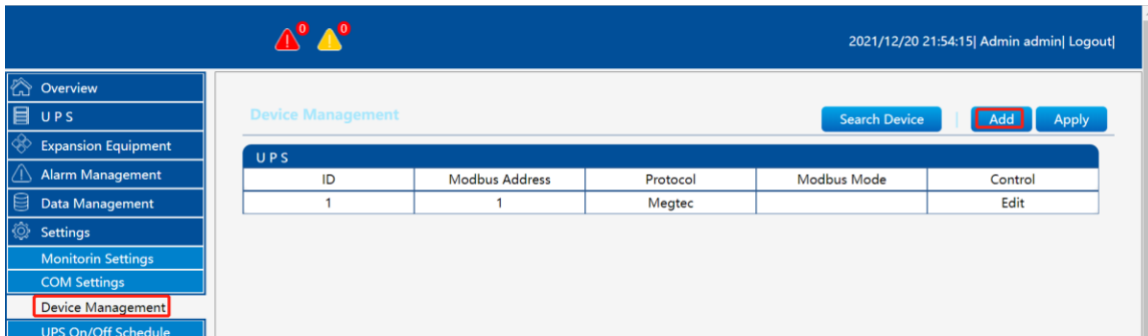 0 0
2021/12/20 21:54:15| Admin admin| Logout|
Overview
UPS
Expansion Equipment
Alarm Management
Data Management
Settings
Monitorin Settings
COM Settings
Device Management
UPS On/Off Schedule
Device Management
Search Device | Add Apply
UPS
ID Modbus Address Protocol Modbus Mode Control
1 1 Megtec Edit